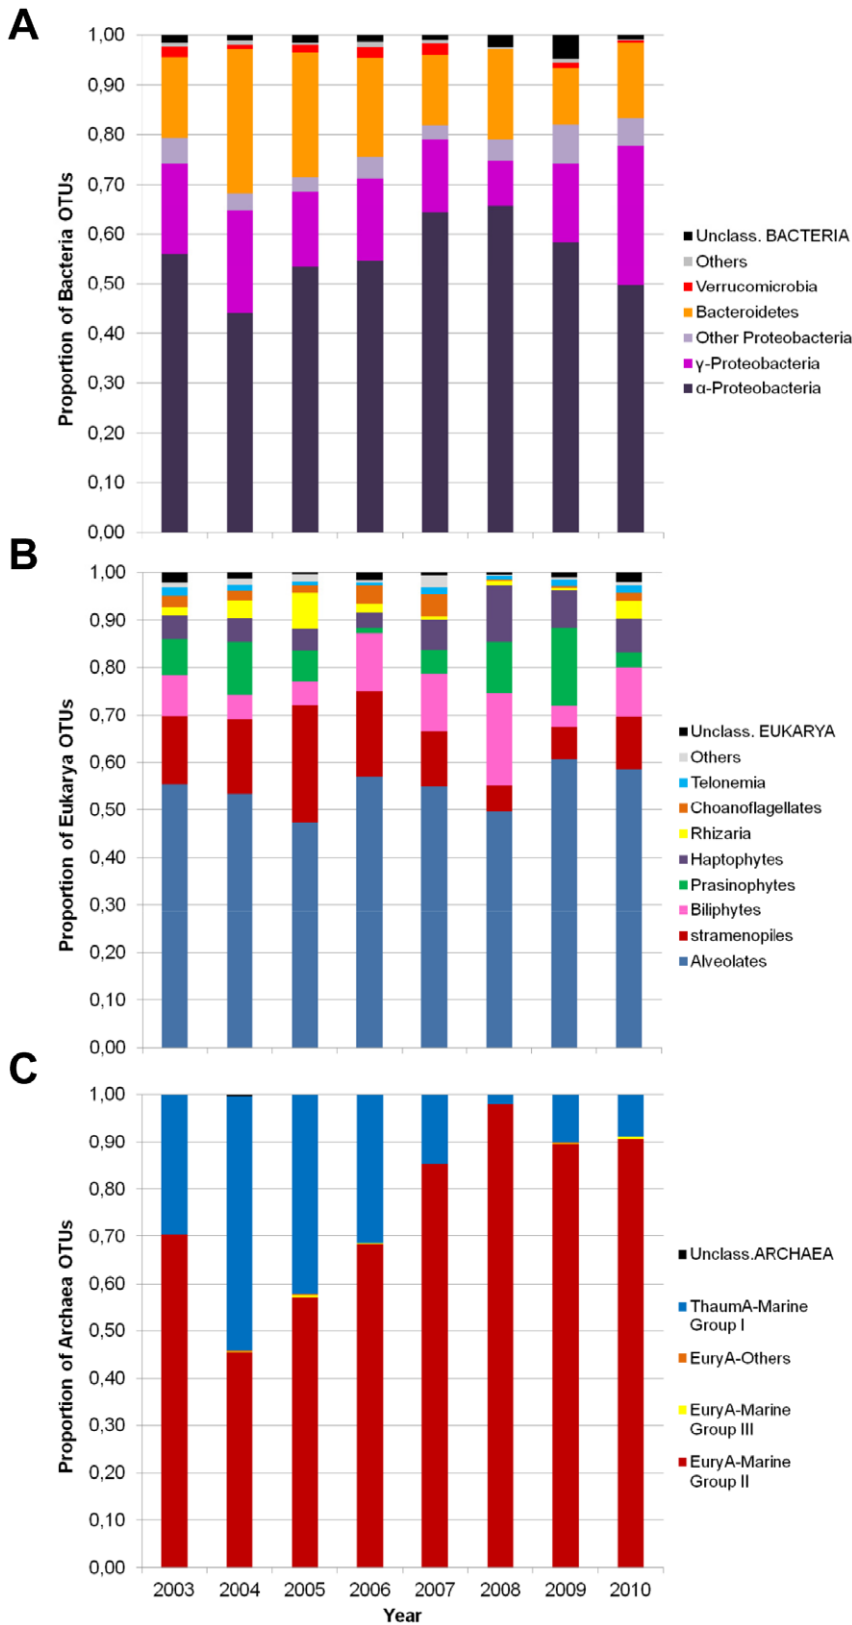 A
Proportion of Bacteria OTUs
1,00
0,90
0,80
0,70
0,60
0,50
0,40
0,30
0,20
0,10
0,00
Unclass. BACTERIA
Others
Verrucomicrobia
Bacteroidetes
Other Proteobacteria
γ-Proteobacteria
α-Proteobacteria
B
Proportion of Eukarya OTUs
1,00
0,90
0,80
0,70
0,60
0,50
0,40
0,30
0,20
0,10
0,00
Unclass. EUKARYA
Others
Telonemia
Choanoflagellates
Rhizaria
Haptophytes
Prasinophytes
Biliphytes
stramenopiles
Alveolates
C
Proportion of Archaea OTUs
1,00
0,90
0,80
0,70
0,60
0,50
0,40
0,30
0,20
0,10
0,00
2003 2004 2005 2006 2007 2008 2009 2010
Year
Unclass.ARCHAEA
ThaumA-Marine
Group I
EuryA-Others
EuryA-Marine
Group III
EuryA-Marine
Group II